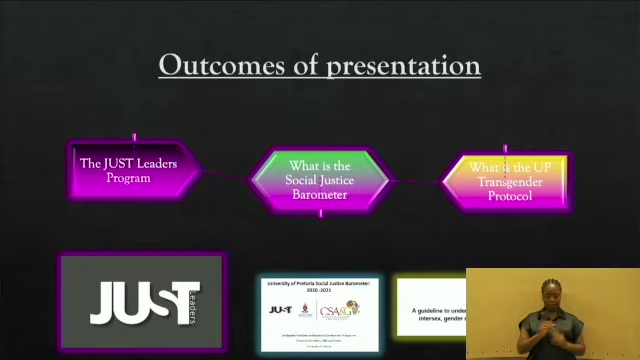 Outcomes of presentation
The JUST Leaders
Program
What is the
Social Justice
Barometer
What is the UP
Transgender
Protocol
JUST
Leaders
University of Pretoria Social Justice Barometer:
2020 -2021
JUST
CSA&G
A guideline to under
intersex, gender